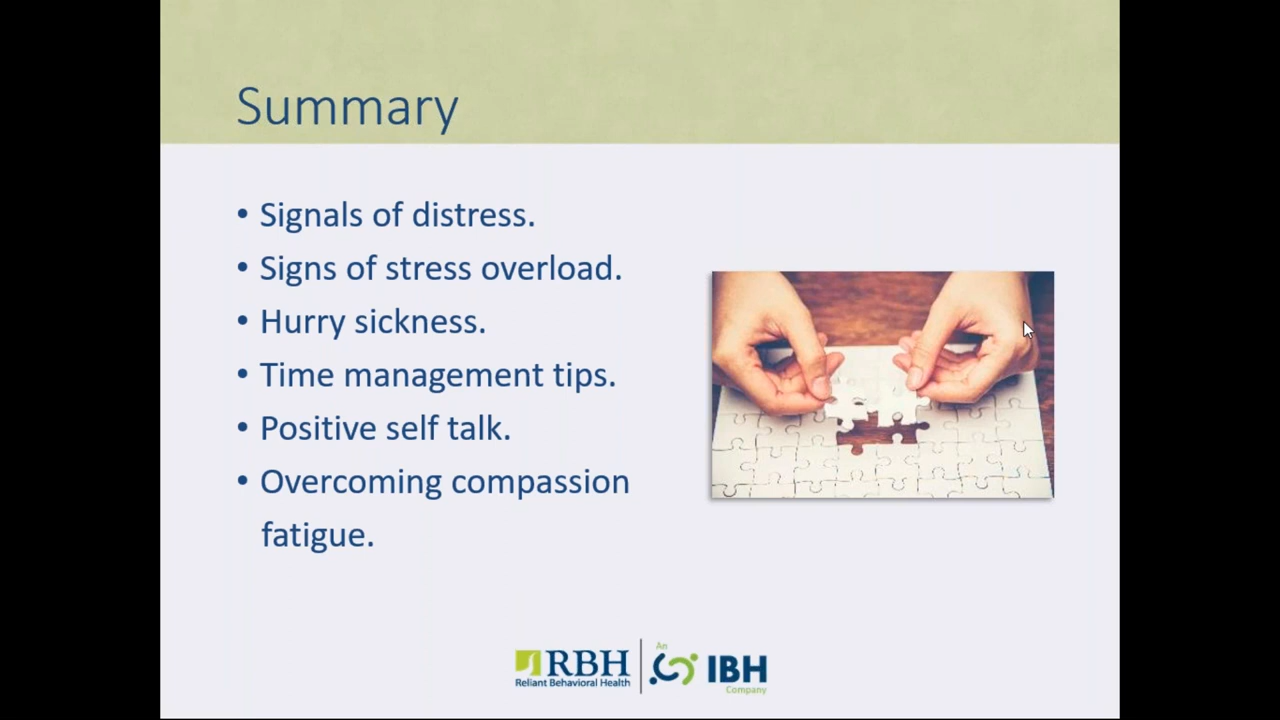 Summary
• Signals of distress.
• Signs of stress overload.
• Hurry sickness.
• Time management tips.
• Positive self talk.
• Overcoming compassion
fatigue.
RBH
Reliant Behavioral Health
An
IBH
Company